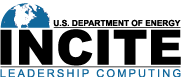 U.S. DEPARTMENT OF ENERGY
INCITE
LEADERSHIP COMPUTING